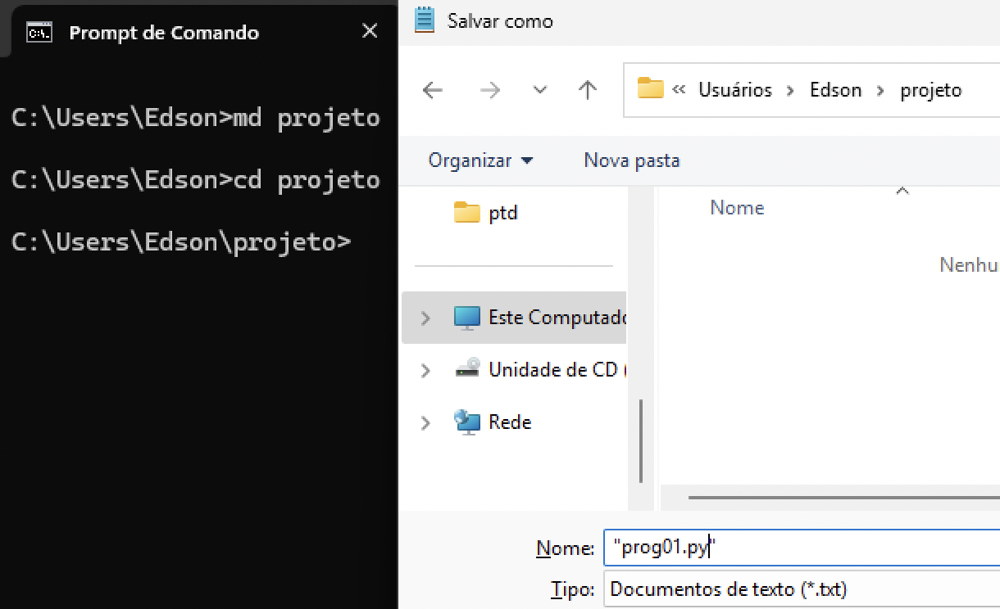 Prompt de Comando
C:\Users\Edson>md projeto
C:\Users\Edson>cd projeto
C:\Users\Edson\projeto>
Salvar como
« Usuários > Edson > projeto
Organizar Nova pasta
ptd
Este Computado
Unidade de CD (
Rede
Nome
Nenhu
Nome: "prog01.py"
Tipo: Documentos de texto (*.txt)